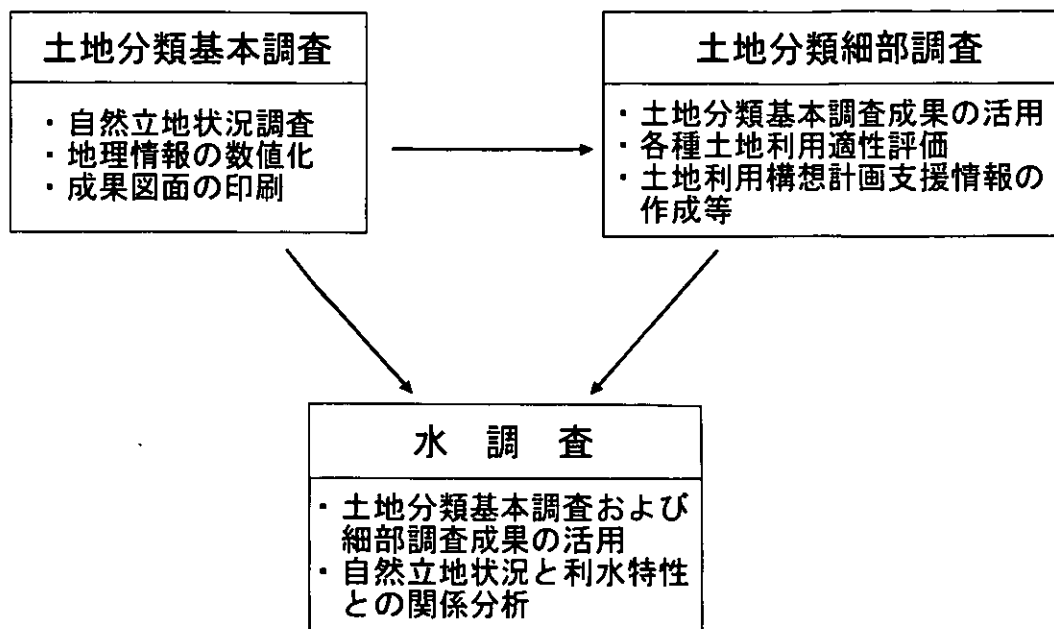 土地分類基本調査
・自然立地状況調査
・地理情報の数値化
・成果図面の印刷
土地分類細部調査
・土地分類基本調査成果の活用
・各種土地利用適性評価
・土地利用構想計画支援情報の
作成等
水 調 査
・土地分類基本調査および
細部調査成果の活用
・自然立地状況と利水特性
との関係分析